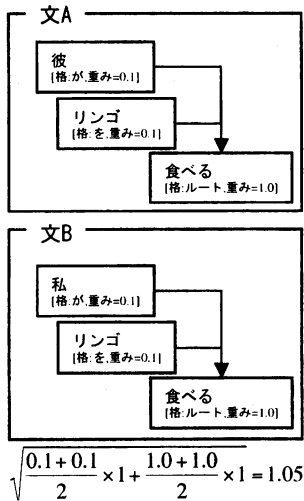 文A
彼
[格:が,重み=0.1]
リンゴ
[格:を,重み=0.1]
食べる
[格:ルート,重み=1.0]
文B
私
[格:が,重み=0.1]
リンゴ
[格:を,重み=0.1]
食べる
[格:ルート,重み=1.0]
√((0.1+0.1)/2 ×1+ (1.0+1.0)/2 ×1) = 1.05